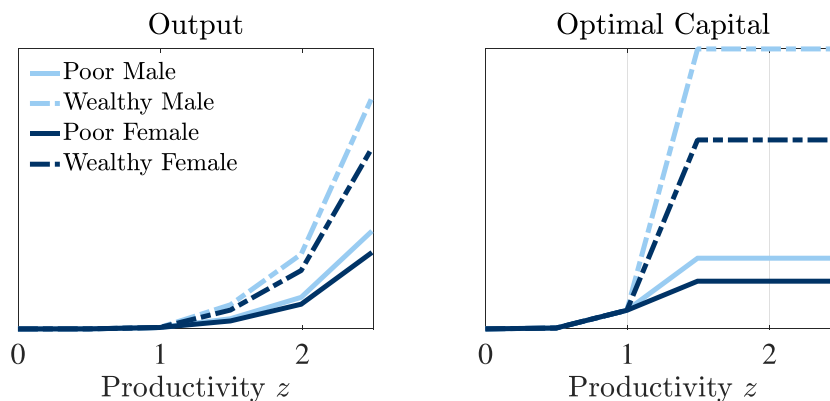 Output
Poor Male
Wealthy Male
Poor Female
Wealthy Female
0 1 2
Productivity z
Optimal Capital
0 1 2
Productivity z